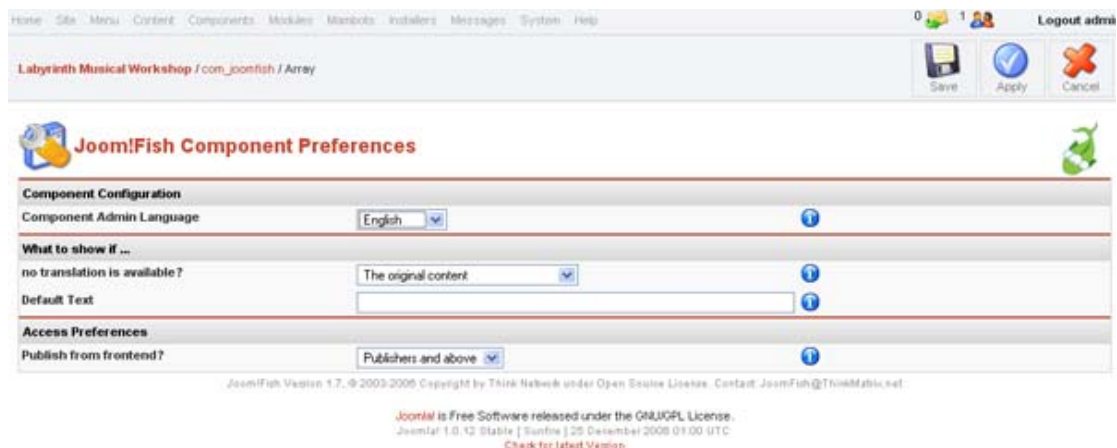 Home Site Menu Content Components Modules Mambots Installers Messages System Help
0 1 Logout admi
Labyrinth Musical Workshop / com_joomfish / Array
Save Apply Cancel
Joom!Fish Component Preferences
Component Configuration
Component Admin Language English
What to show if ...
no translation is available? The original content
Default Text
Access Preferences
Publish from frontend? Publishers and above
Joom!Fish Version 1.7, © 2003-2006 Copyright by Think Network under Open Source License. Contact: JoomFish@ThinkMatrix.net
Joomla! is Free Software released under the GNU/GPL License.
Joomla! 1.0.12 Stable [ Sunfire ] 25 December 2006 01:00 UTC
Check for latest Version